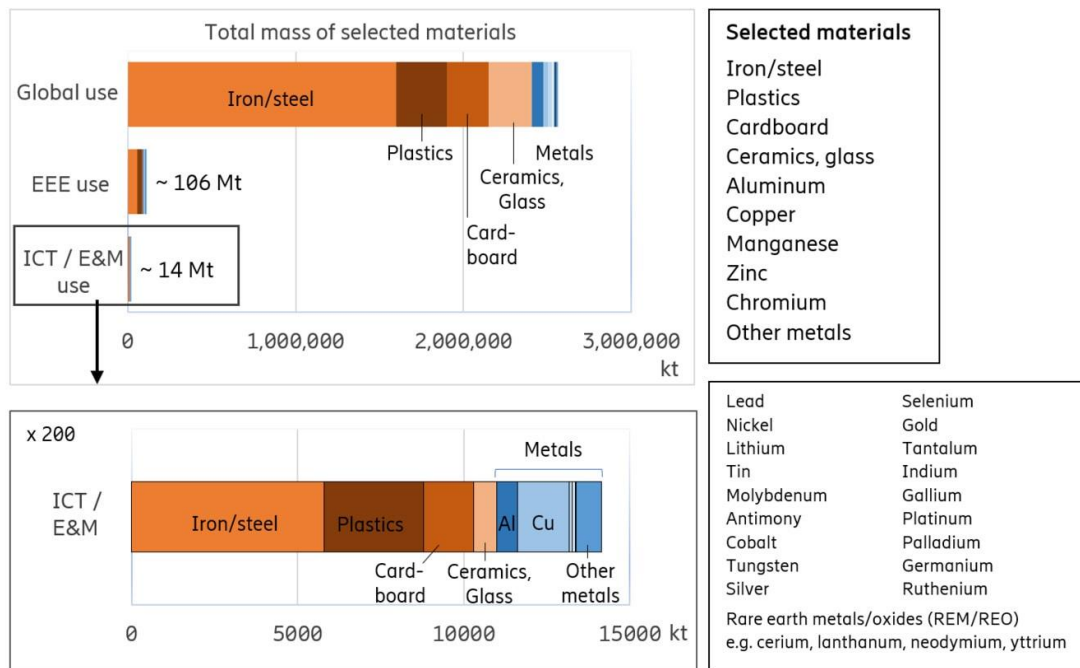 Total mass of selected materials
Global use
Iron/steel
Plastics
Metals
Ceramics,
Glass
Card-
board
EEE use
~ 106 Mt
ICT / E&M
use
~ 14 Mt
0
1,000,000
2,000,000
3,000,000
kt
Selected materials
Iron/steel
Plastics
Cardboard
Ceramics, glass
Aluminum
Copper
Manganese
Zinc
Chromium
Other metals
x 200
Metals
ICT /
E&M
Iron/steel
Plastics
Al
Cu
Card-
board
Ceramics,
Glass
Other
metals
0
5000
10000
15000 kt
Lead
Nickel
Lithium
Tin
Molybdenum
Antimony
Cobalt
Tungsten
Silver
Selenium
Gold
Tantalum
Indium
Gallium
Platinum
Palladium
Germanium
Ruthenium
Rare earth metals/oxides (REM/REO)
e.g. cerium, lanthanum, neodymium, yttrium